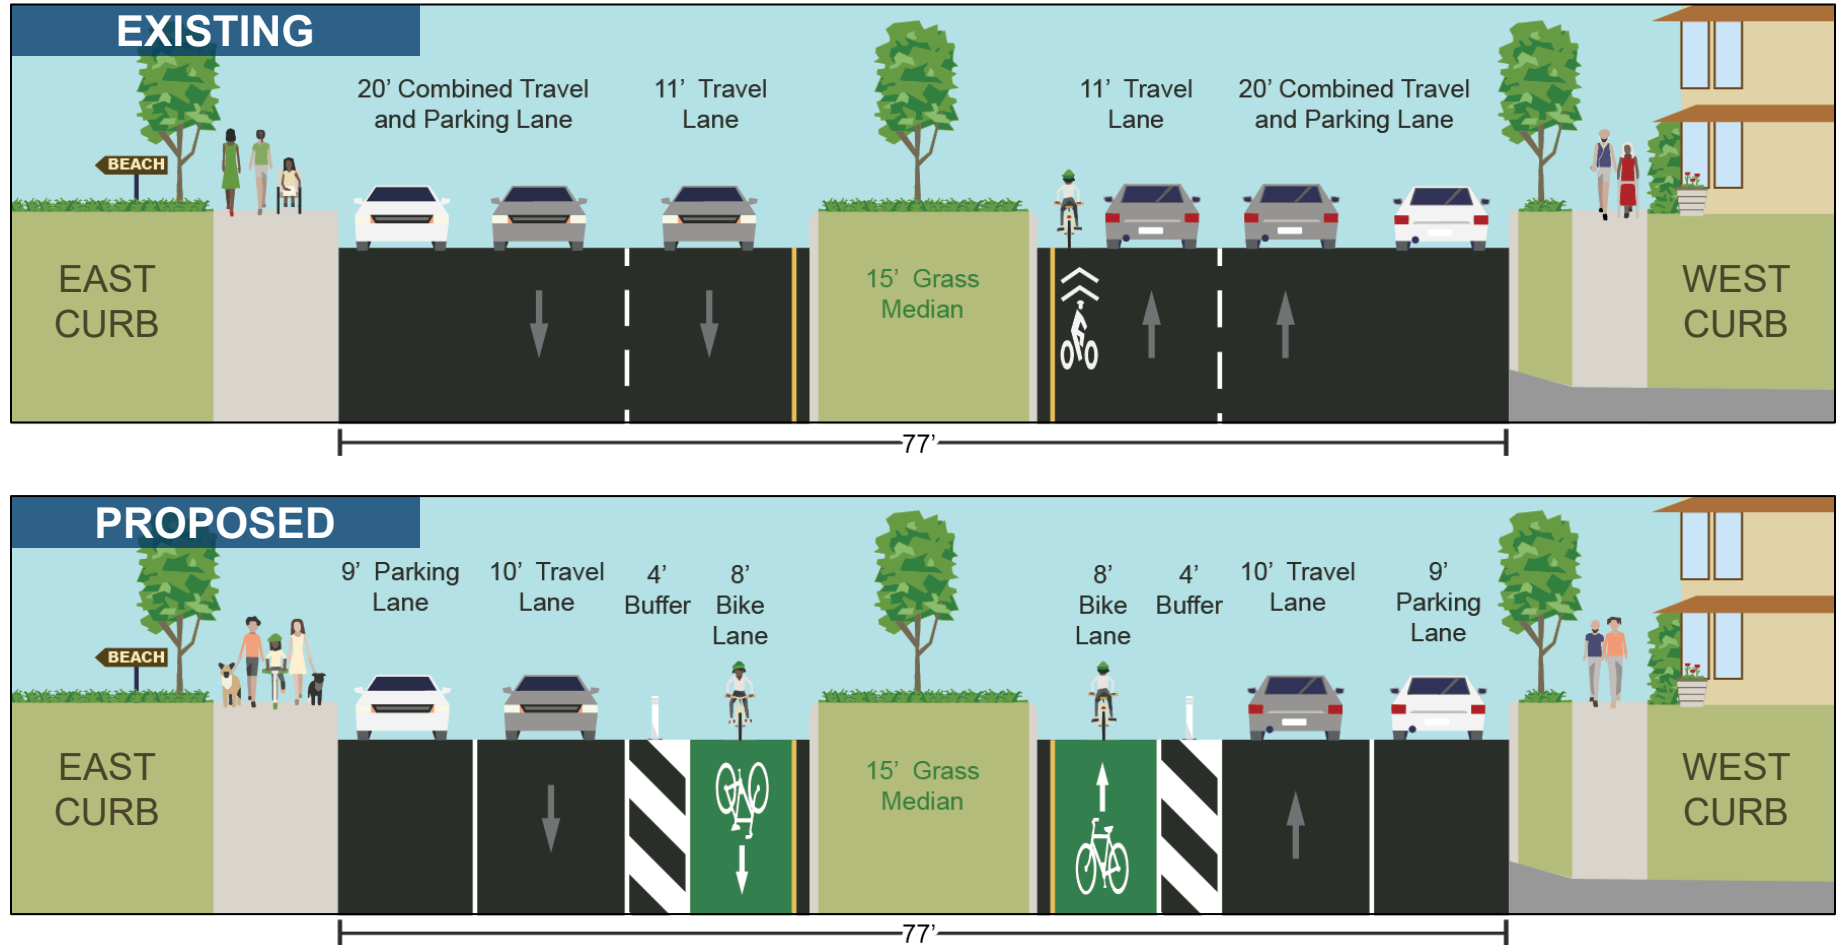 EXISTING
20’ Combined Travel
and Parking Lane
11’ Travel
Lane
11’ Travel
Lane
20’ Combined Travel
and Parking Lane
BEACH
EAST
CURB
15’ Grass
Median
WEST
CURB
77’
PROPOSED
9’ Parking
Lane
10’ Travel
Lane
4’
Buffer
8’
Bike
Lane
8’
Bike
Lane
4’
Buffer
10’ Travel
Lane
9’
Parking
Lane
BEACH
EAST
CURB
15’ Grass
Median
WEST
CURB
77’